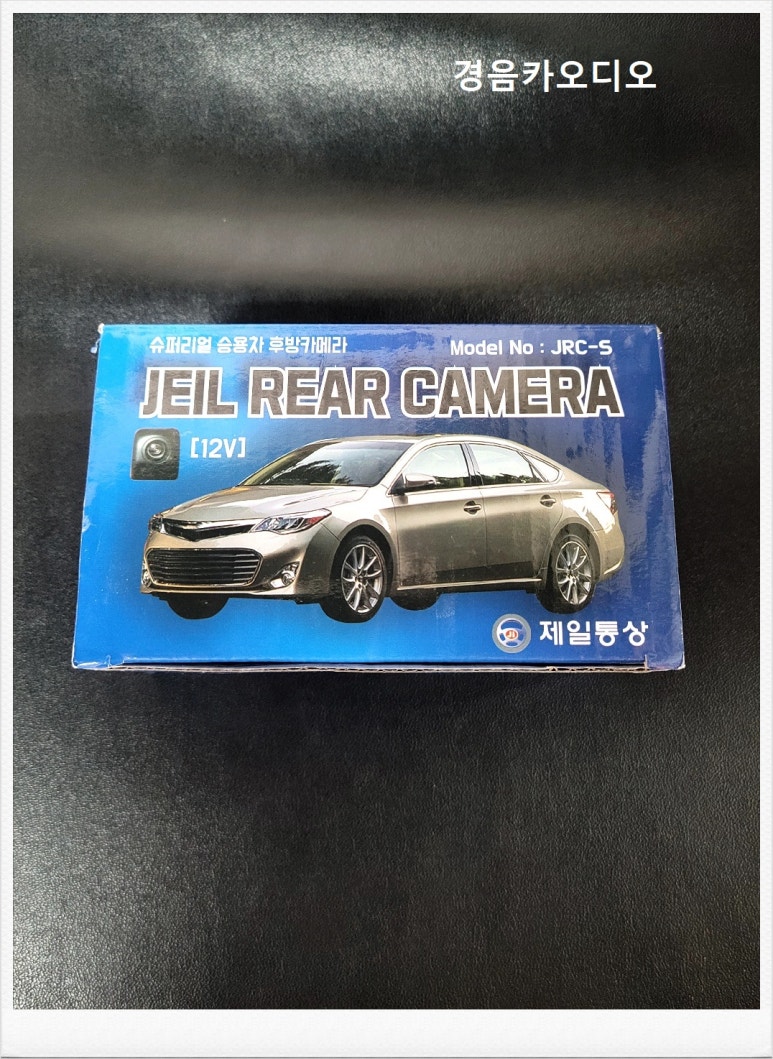 경음카오디오
슈퍼리얼 승용차 후방카메라 Model No : JRC-S
JEIL REAR CAMERA
[12V]
제일통상